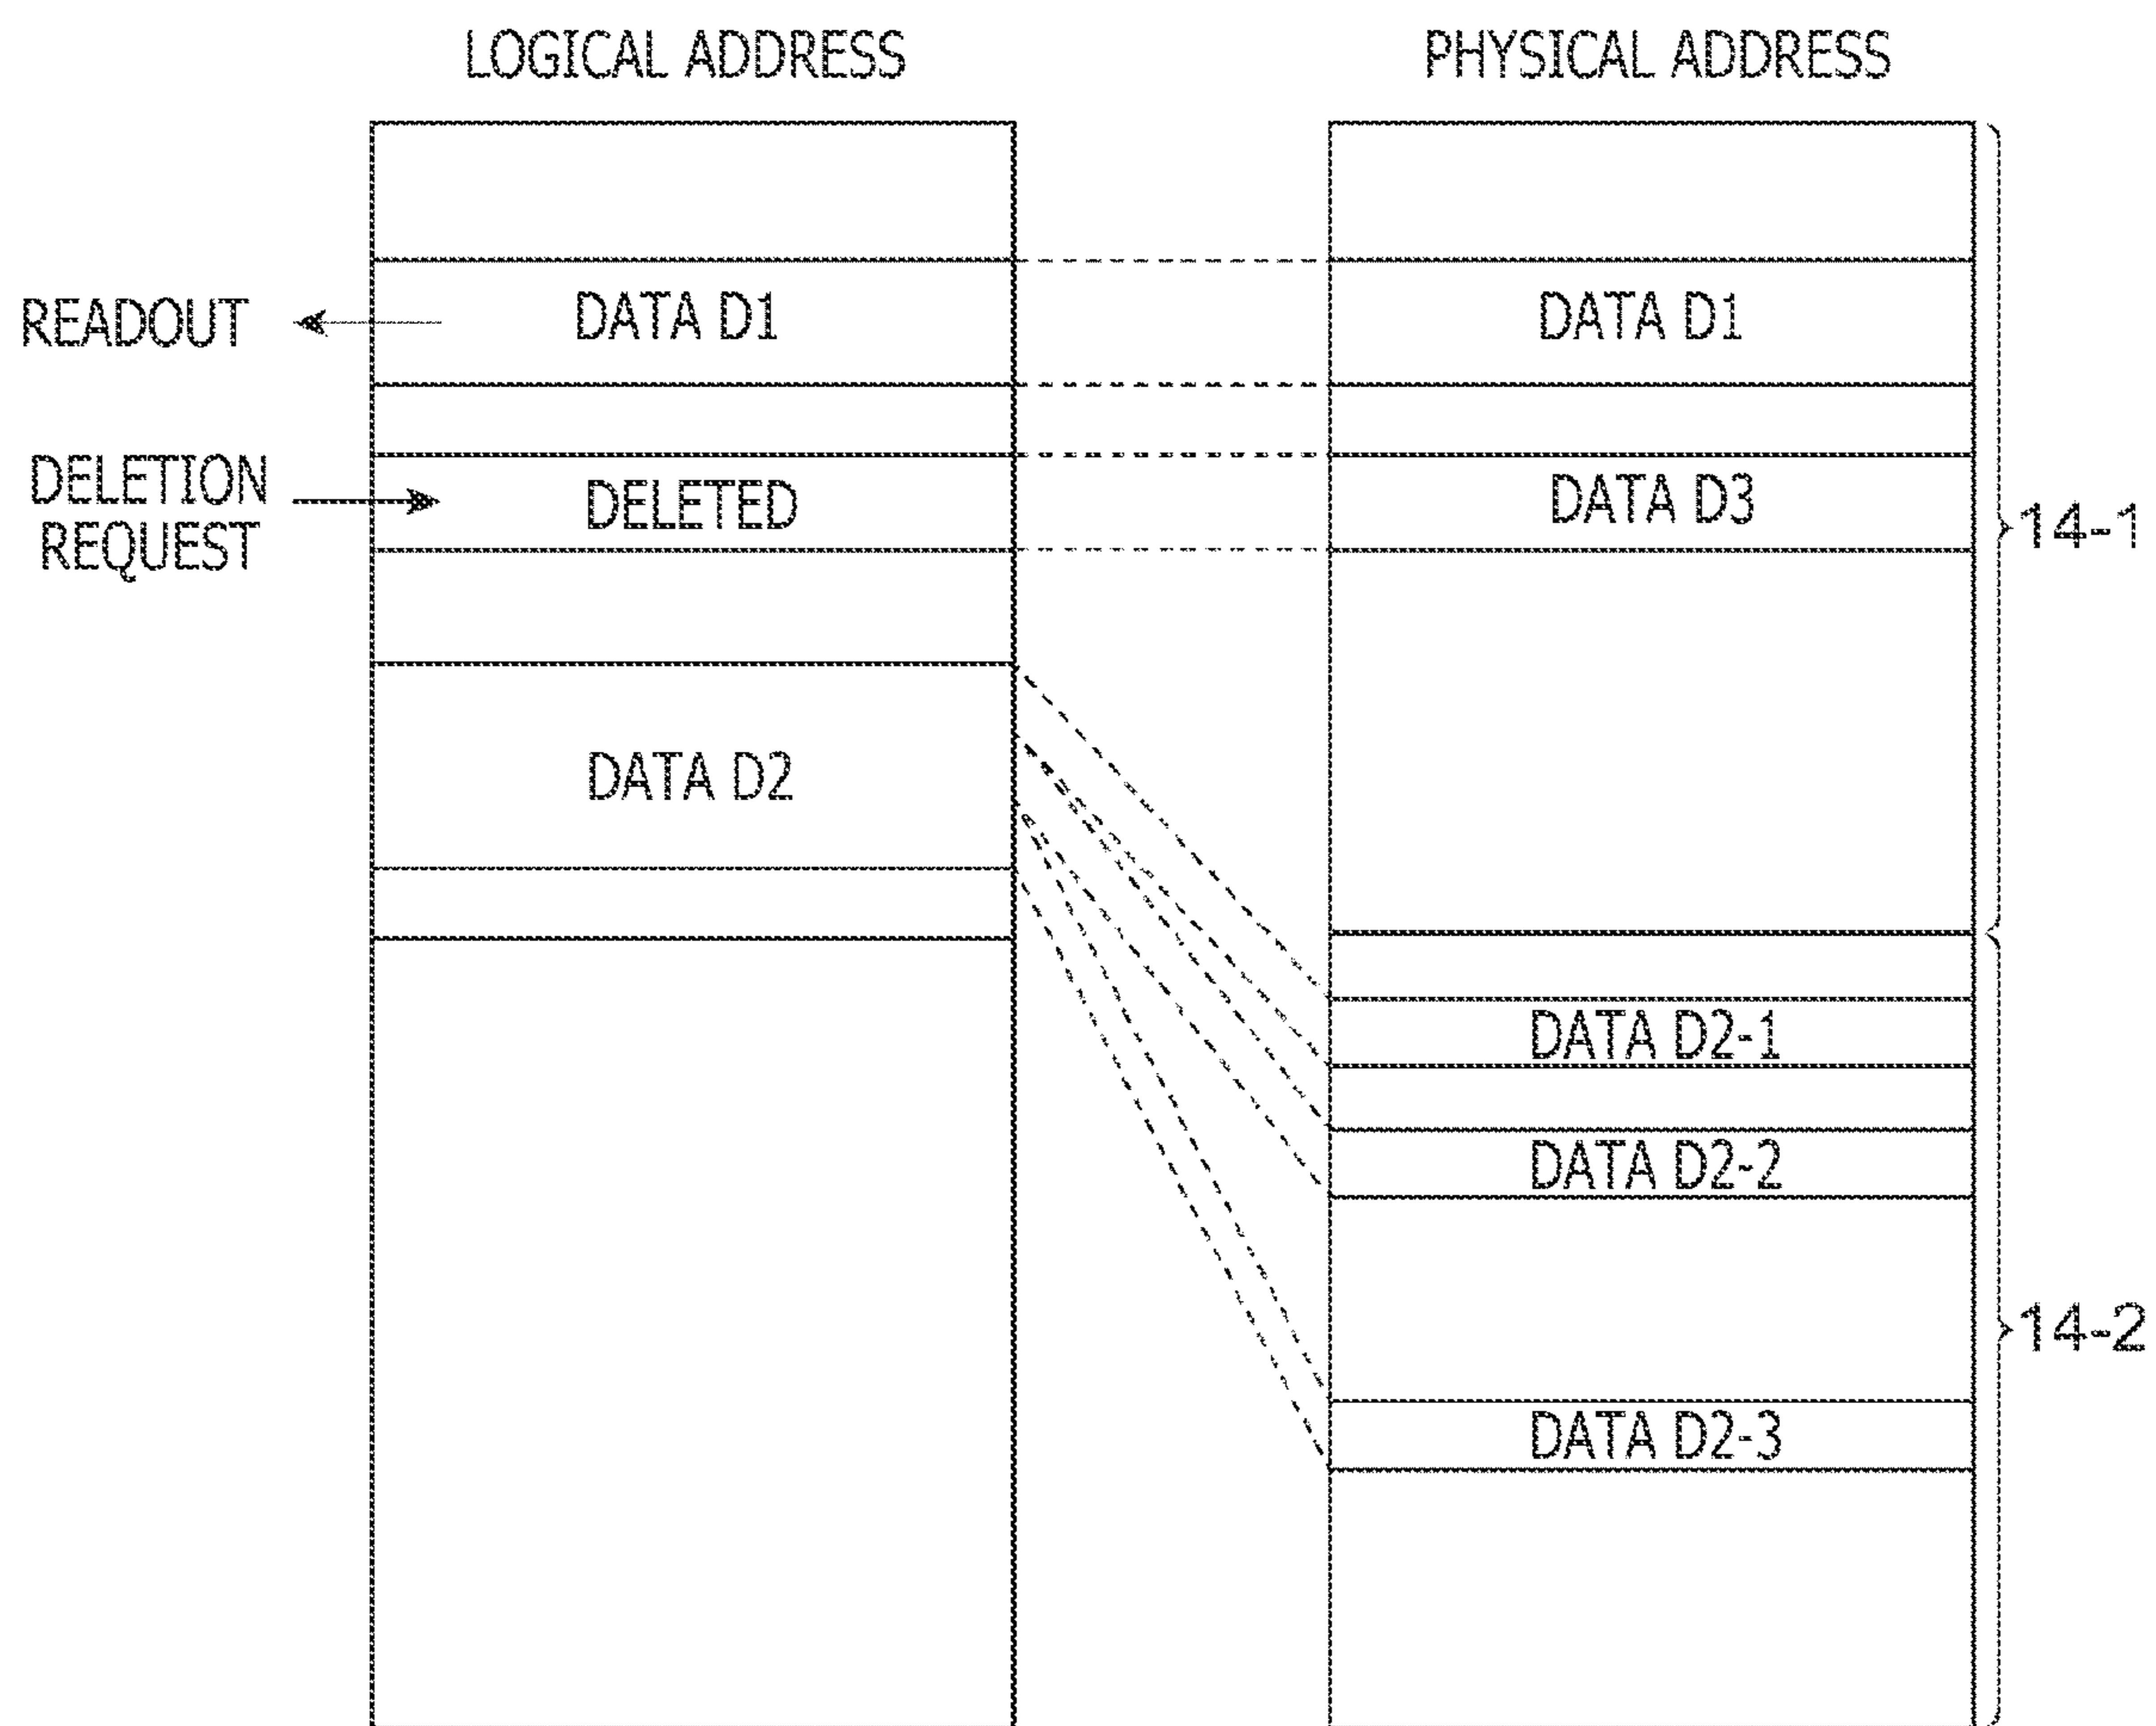 LOGICAL ADDRESS
PHYSICAL ADDRESS
READOUT
DATA D1
DATA D1
DELETION
REQUEST
DELETED
DATA D3
14-1
DATA D2
DATA D2-1
DATA D2-2
14-2
DATA D2-3